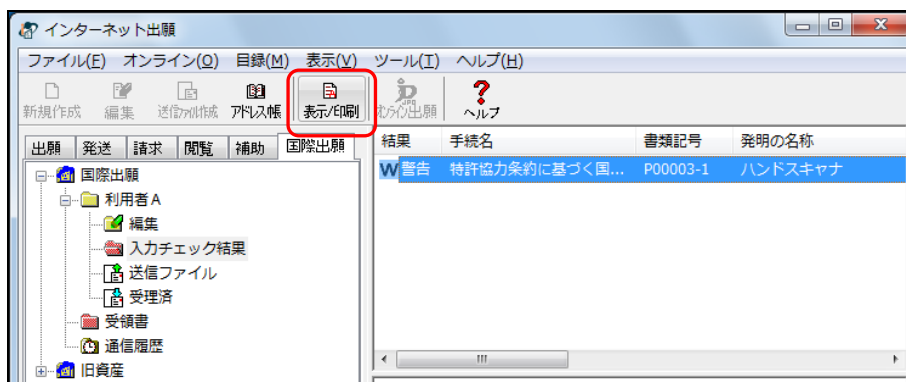 インターネット出願
ファイル(F) オンライン(O) 目録(M) 表示(V) ツール(T) ヘルプ(H)
新規作成 編集 送信ファイル作成 アドレス帳 表示/印刷 オンライン出願 ヘルプ
出願 発送 請求 閲覧 補助 国際出願
結果 手続名 書類記号 発明の名称
W 警告 特許協力条約に基づく国... P00003-1 ハンドスキャナ
国際出願
利用者A
編集
入力チェック結果
送信ファイル
受理済
受領書
通信履歴
旧資産